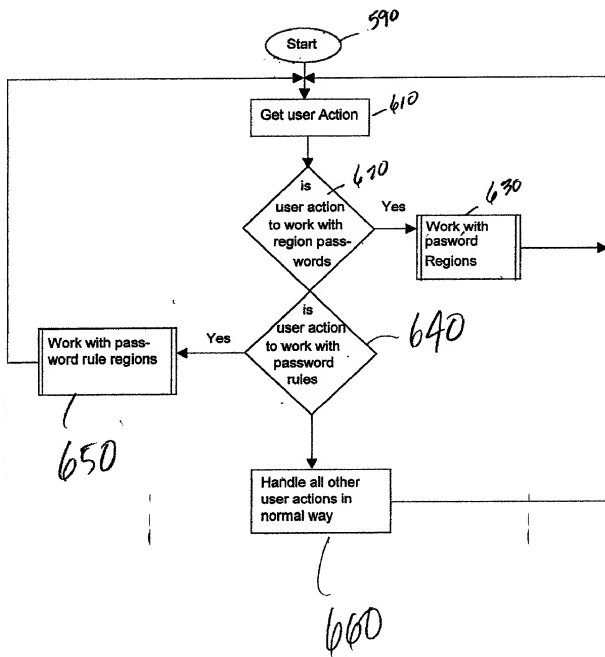 590
Start
Get user Action
610
620
is
user action
to work with
region pass-
words
Yes
630
Work with
pasword
Regions
is
user action
to work with
password
rules
640
Yes
Work with pass-
word rule regions
650
Handle all other
user actions in
normal way
660